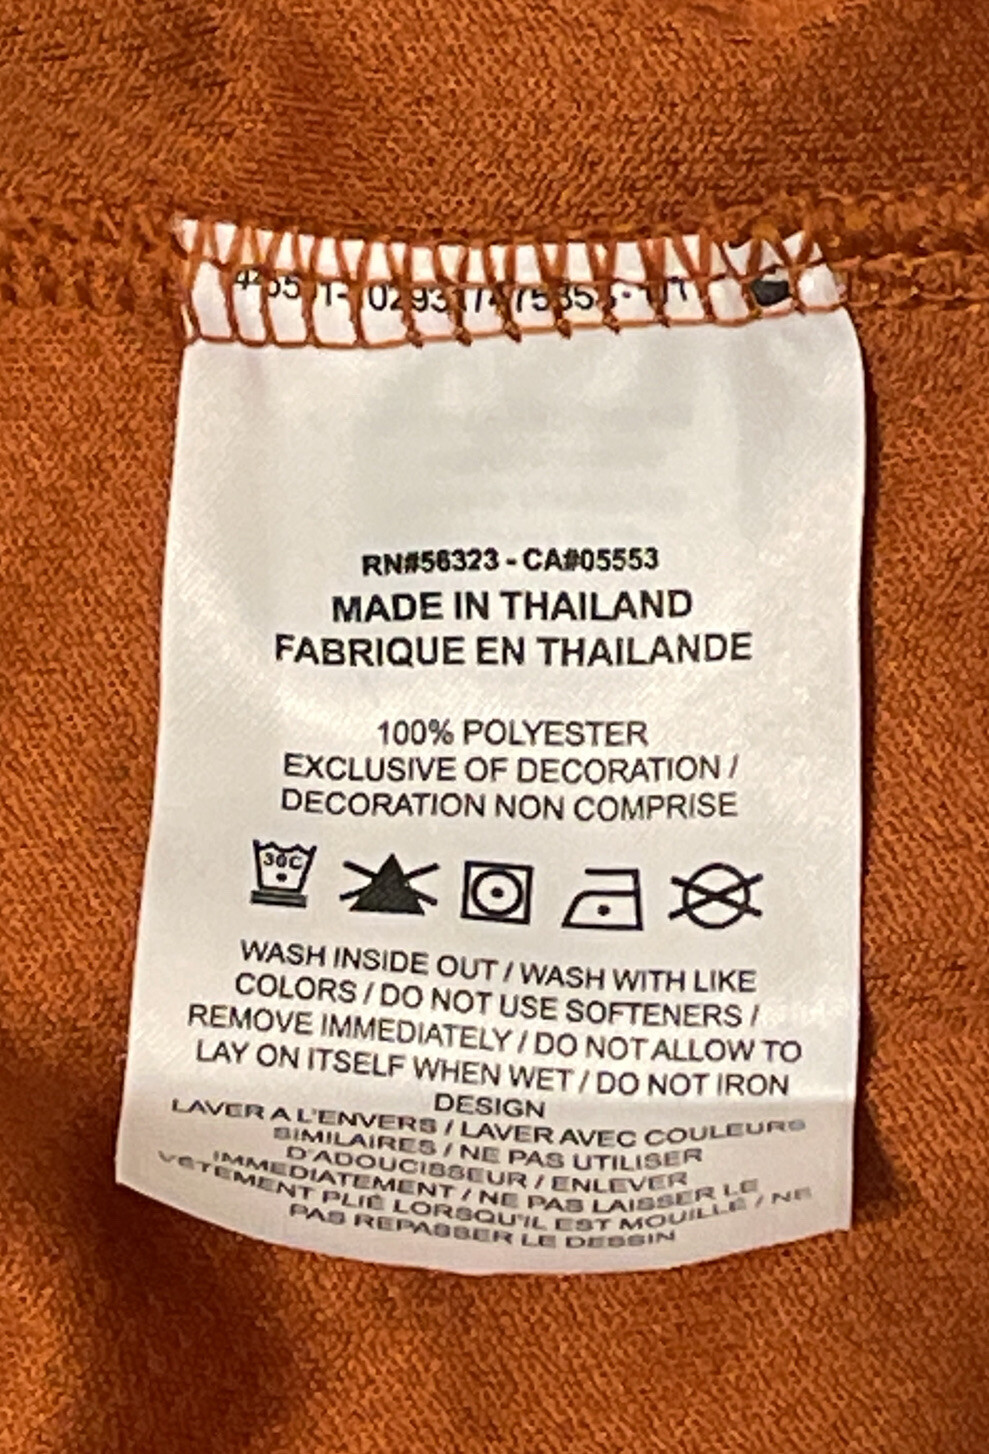 RN#56323 - CA#05553
MADE IN THAILAND
FABRIQUE EN THAILANDE
100% POLYESTER
EXCLUSIVE OF DECORATION /
DECORATION NON COMPRISE
30C
WASH INSIDE OUT / WASH WITH LIKE
COLORS / DO NOT USE SOFTENERS /
REMOVE IMMEDIATELY / DO NOT ALLOW TO
LAY ON ITSELF WHEN WET / DO NOT IRON
DESIGN
LAVER A L'ENVERS / LAVER AVEC COULEURS
SIMILAIRES / NE PAS UTILISER
D'ADOUCISSEUR / ENLEVER
IMMEDIATEMENT / NE PAS LAISSER LE
VETEMENT PLIÉ LORSQU'IL EST MOUILLÉ / NE
PAS REPASSER LE DESSIN